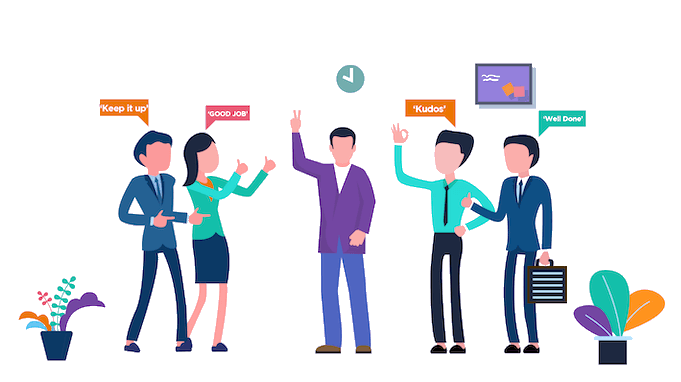 'Keep it up'
'GOOD JOB'
'Kudos'
'Well Done'